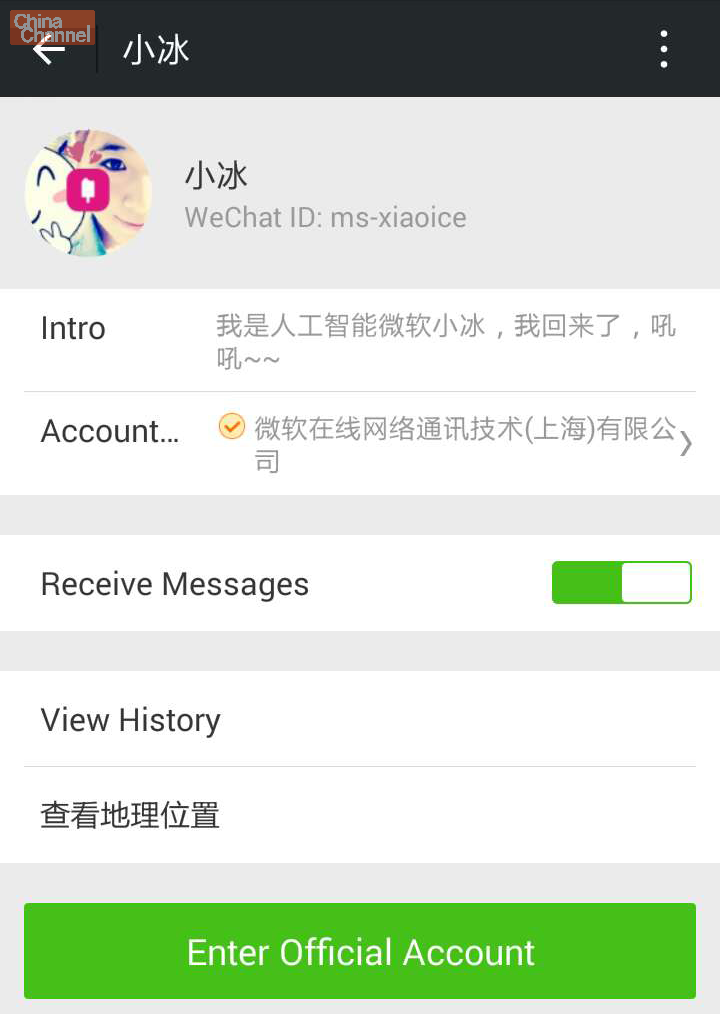 China
Channel
小冰
小冰
WeChat ID: ms-xiaoice
Intro
我是人工智能微软小冰，我回来了，吼
吼~~
Account...
微软在线网络通讯技术(上海)有限公
司
Receive Messages
View History
查看地理位置
Enter Official Account